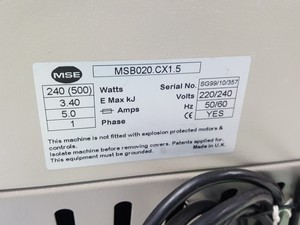 MSE
MSB020.CX1.5
240 (500) Watts Serial No. SG99/10/357
3.40 E Max kJ Volts 220/240
5.0 Amps Hz 50/60
1 Phase CE YES
This machine is not fitted with explosion protected motors &
controls.
Isolate machine before removing covers. Patents applied for.
This equipment must be grounded. Made in U.K.